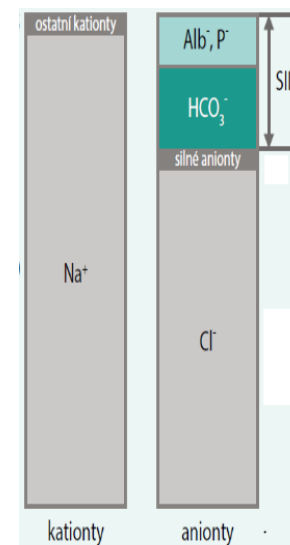 ostatní kationty
Na⁺
kationty
Alb⁻, P⁻
HCO₃⁻
silné anionty
Cl⁻
anionty